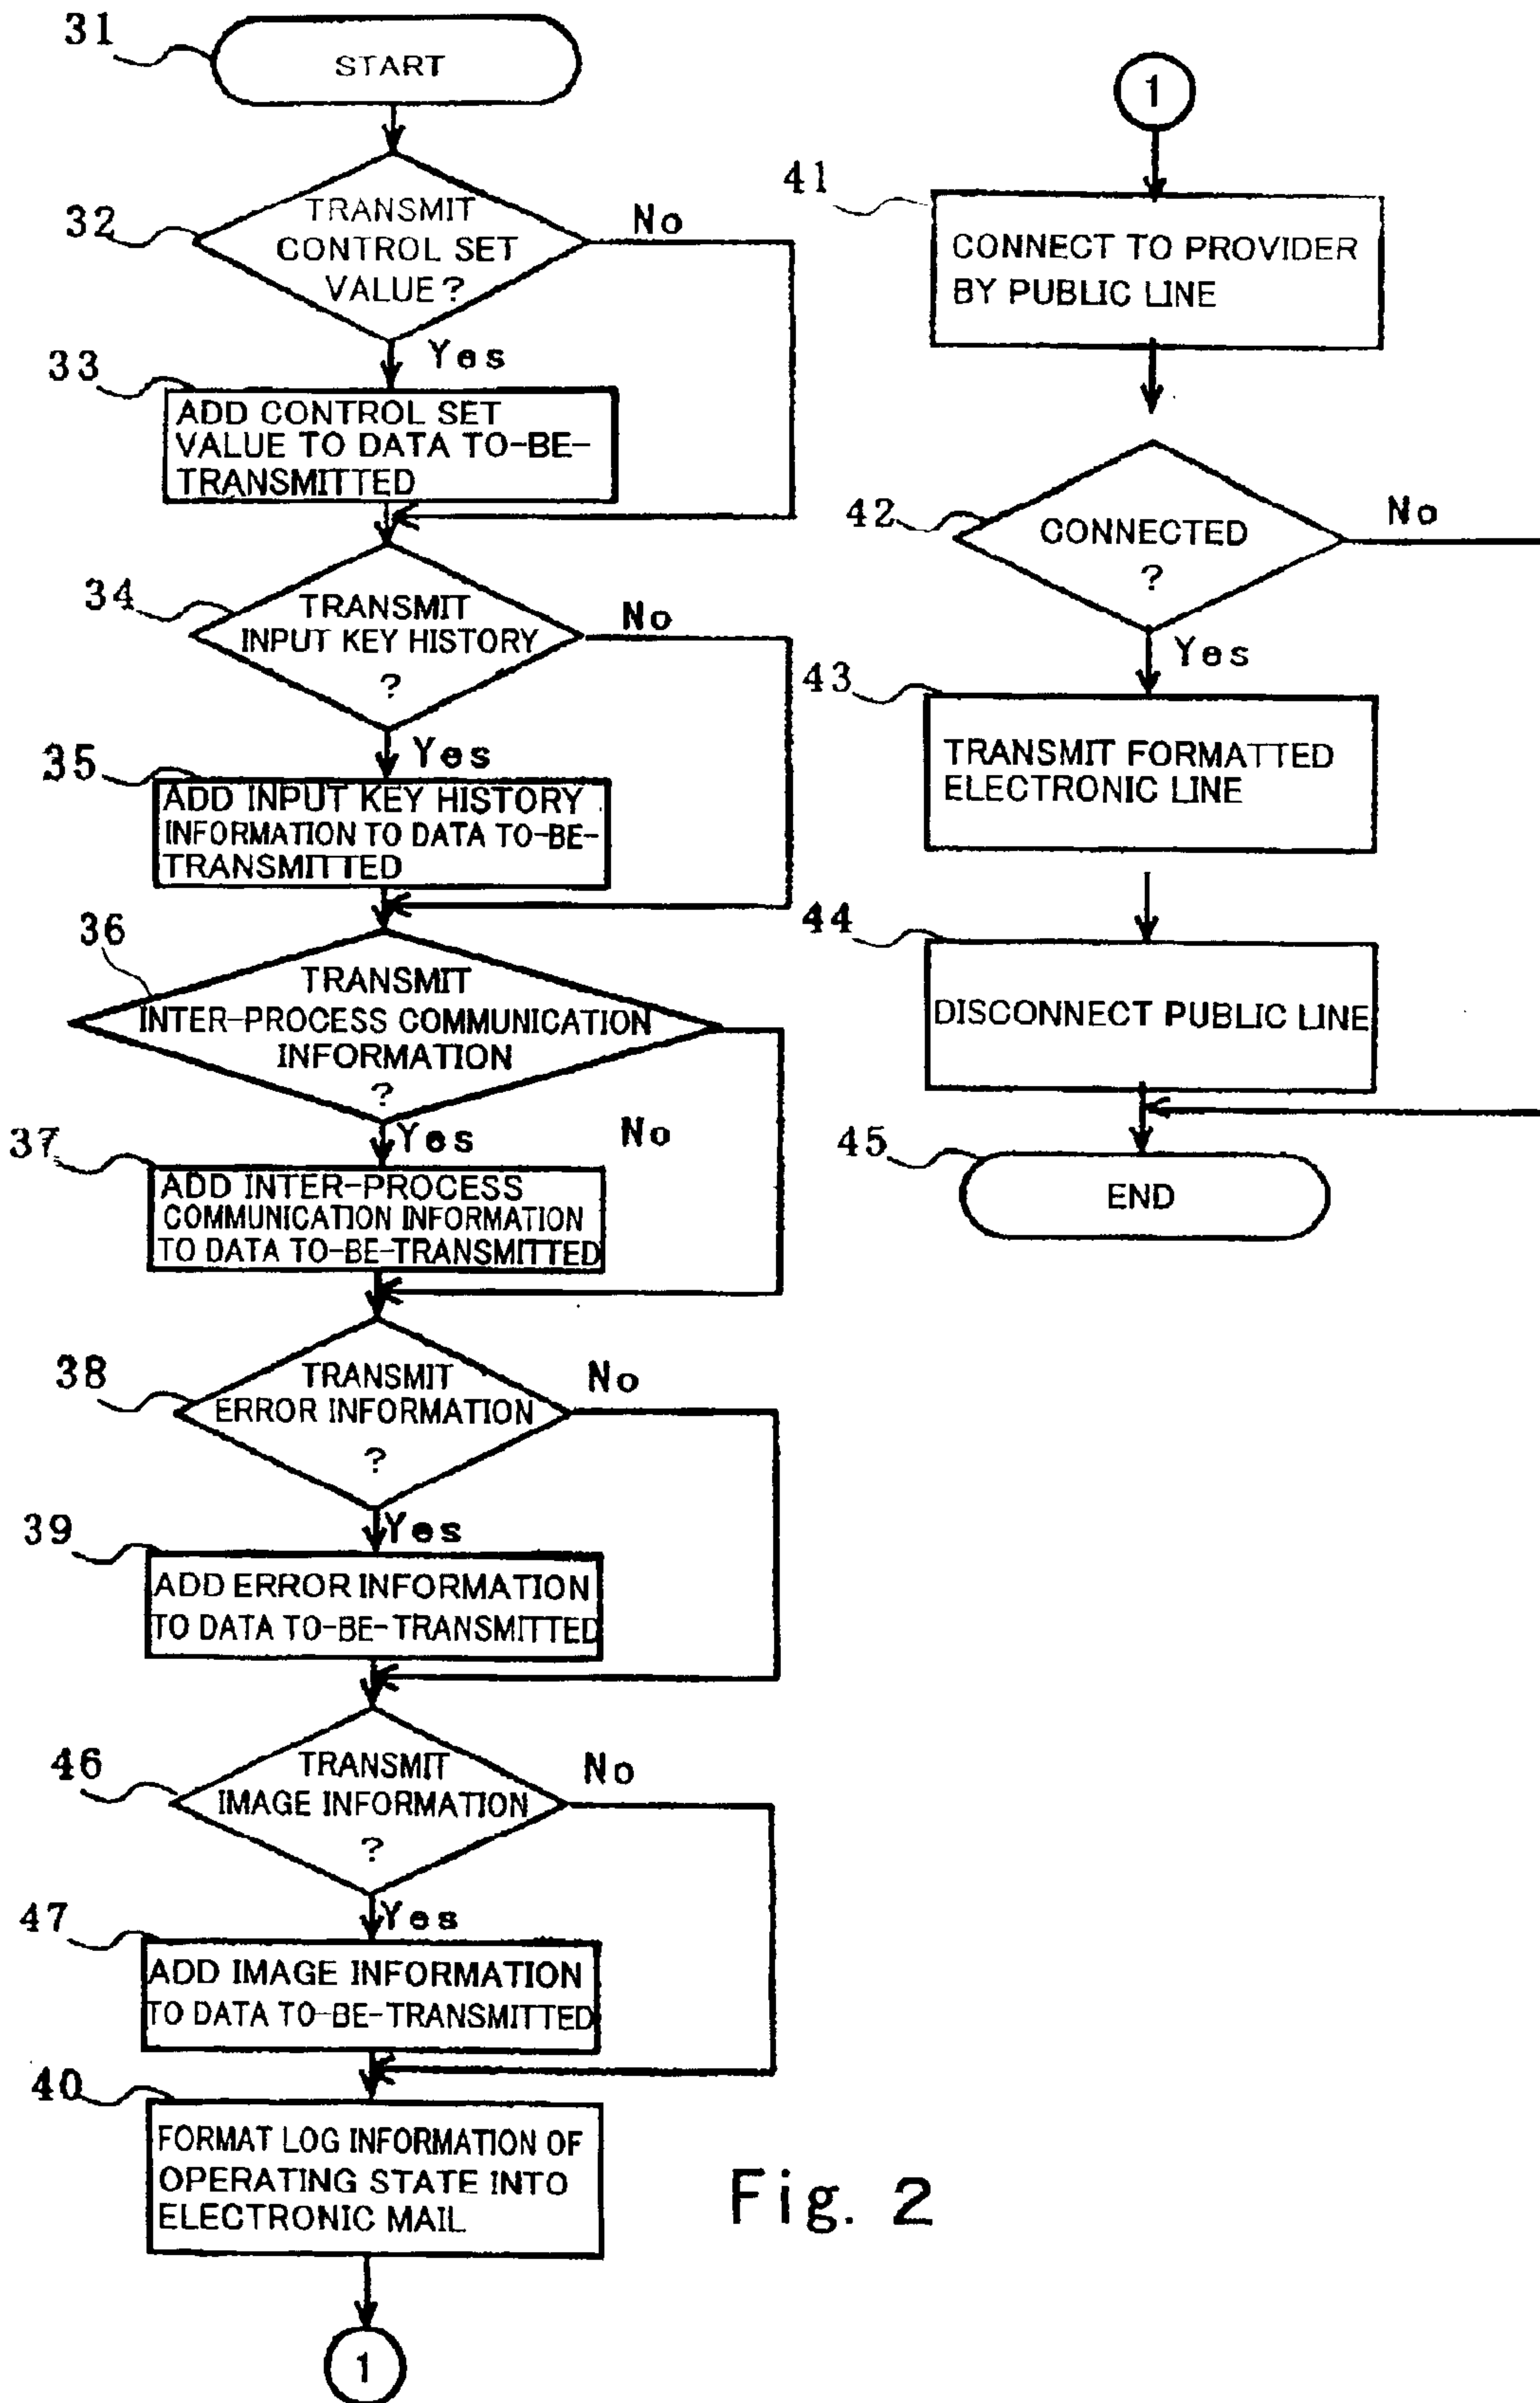 31
START
32
TRANSMIT
CONTROL SET
VALUE?
No
Yes
33
ADD CONTROL SET
VALUE TO DATA TO-BE-
TRANSMITTED
34
TRANSMIT
INPUT KEY HISTORY
?
No
Yes
35
ADD INPUT KEY HISTORY
INFORMATION TO DATA TO-BE-
TRANSMITTED
36
TRANSMIT
INTER-PROCESS COMMUNICATION
INFORMATION
?
Yes
No
37
ADD INTER-PROCESS
COMMUNICATION INFORMATION
TO DATA TO-BE-TRANSMITTED
38
TRANSMIT
ERROR INFORMATION
?
No
Yes
39
ADD ERROR INFORMATION
TO DATA TO-BE-TRANSMITTED
46
TRANSMIT
IMAGE INFORMATION
?
No
Yes
47
ADD IMAGE INFORMATION
TO DATA TO-BE-TRANSMITTED
40
FORMAT LOG INFORMATION OF
OPERATING STATE INTO
ELECTRONIC MAIL
1
1
41
CONNECT TO PROVIDER
BY PUBLIC LINE
42
CONNECTED
?
No
Yes
43
TRANSMIT FORMATTED
ELECTRONIC LINE
44
DISCONNECT PUBLIC LINE
45
END
Fig. 2